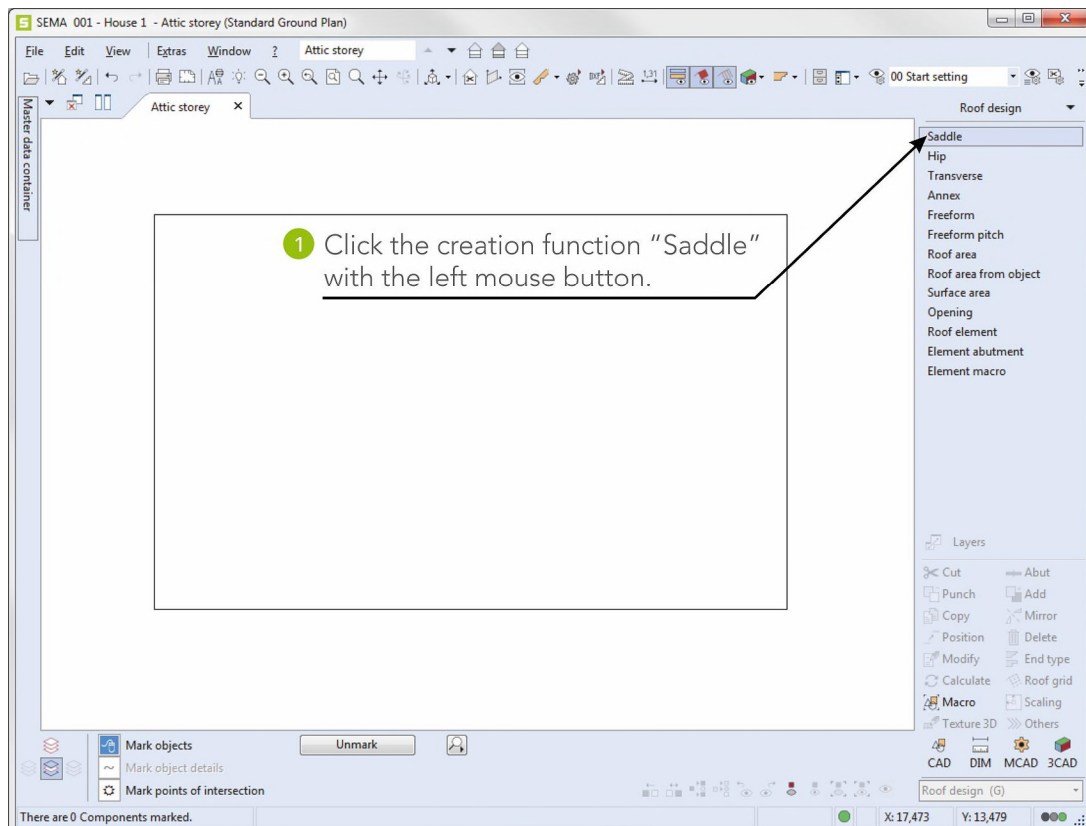 SEMA 001 - House 1 - Attic storey (Standard Ground Plan)
File Edit View Extras Window ? Attic storey
00 Start setting
Master data container
Attic storey
Roof design
Saddle
Hip
Transverse
Annex
Freeform
Freeform pitch
Roof area
Roof area from object
Surface area
Opening
Roof element
Element abutment
Element macro
1 Click the creation function “Saddle”
with the left mouse button.
Layers
Cut Abut
Punch Add
Copy Mirror
Position Delete
Modify End type
Calculate Roof grid
Macro Scaling
Texture 3D Others
CAD DIM MCAD 3CAD
Roof design (G)
Mark objects Unmark
Mark object details
Mark points of intersection
There are 0 Components marked. X: 17,473 Y: 13,479